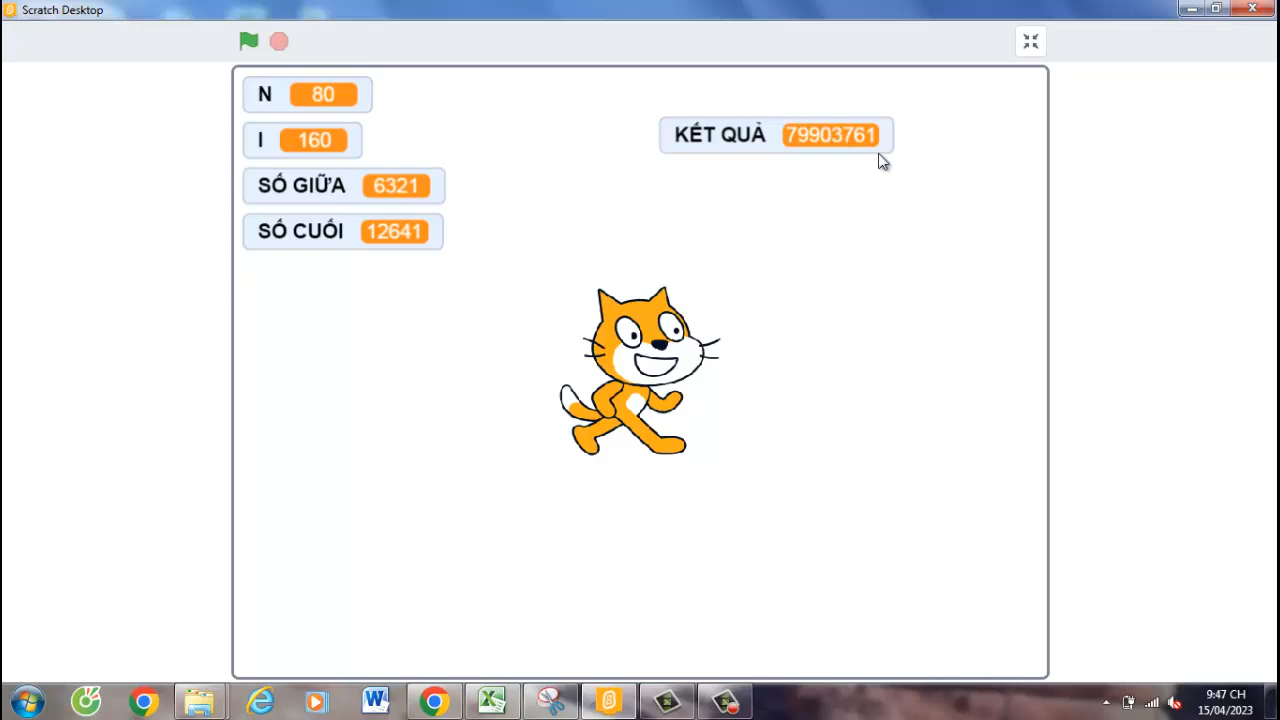 Scratch Desktop
N 80
I 160
SỐ GIỮA 6321
SỐ CUỐI 12641
KẾT QUẢ 79903761
9:47 CH
15/04/2023